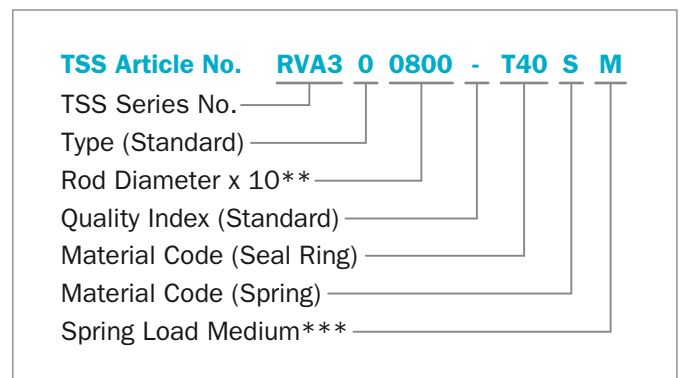 TSS Article No. RVA3 0 0800 - T40 S M
TSS Series No.
Type (Standard)
Rod Diameter x 10**
Quality Index (Standard)
Material Code (Seal Ring)
Material Code (Spring)
Spring Load Medium***